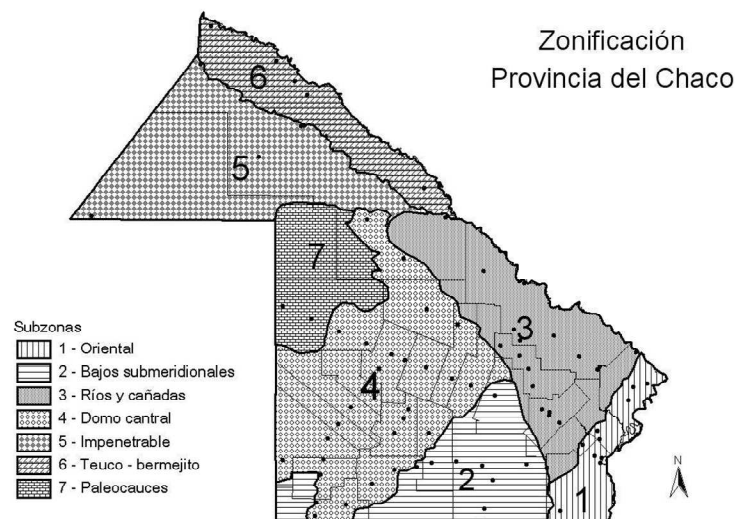 Zonificación
Provincia del Chaco
6
5
7
3
4
2
1
Subzonas
1 - Oriental
2 - Bajos submeridionales
3 - Ríos y cañadas
4 - Domo cantral
5 - Impenetrable
6 - Teuco - bermejito
7 - Paleocauces
N